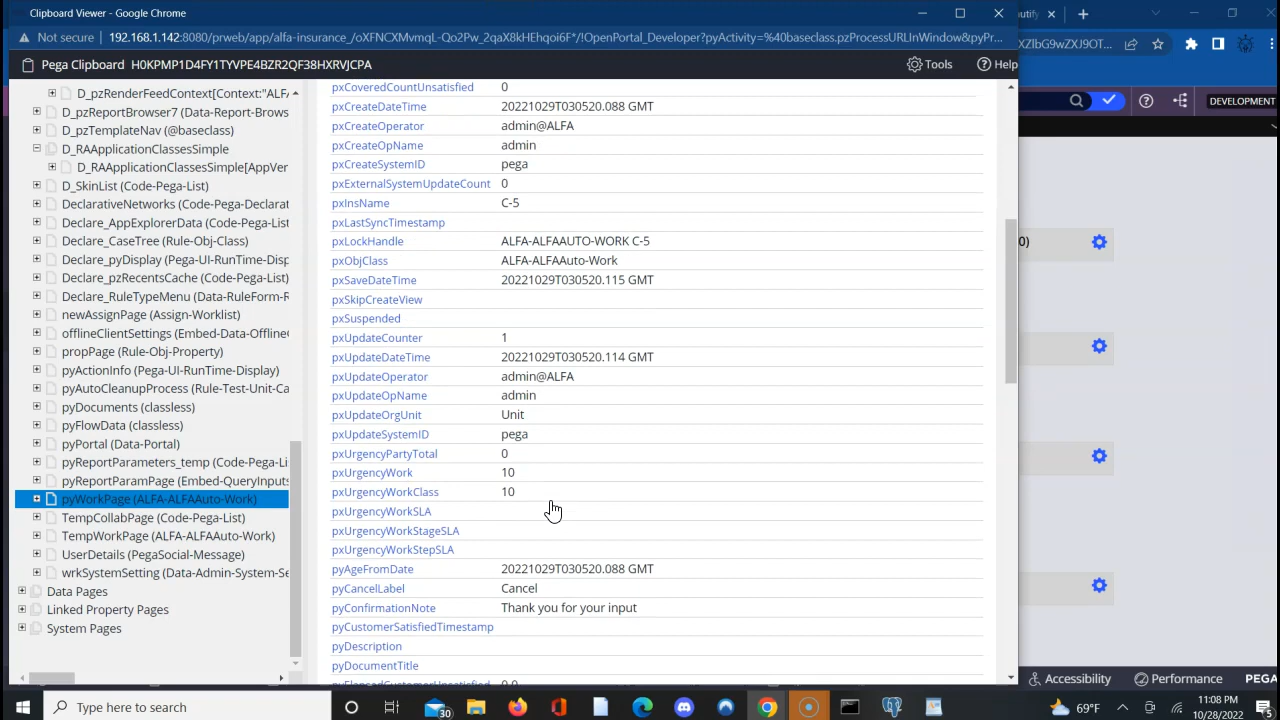 Clipboard Viewer - Google Chrome
Not secure 192.168.1.142:8080/prweb/app/alfa-insurance_/oXFNCXMvmqL-Qo2Pw_2qaX8kHEhqoi6F*/!OpenPortal_Developer?pyActivity=%40baseclass.pzProcessURLInWindow&pyPr...
Pega Clipboard H0KPMP1D4FY1TYVPE4BZR2QF38HXRVJCPA
Tools
Help
D_pzRenderFeedContext[Context:"ALFA
D_pzReportBrowser7 (Data-Report-Brows
D_pzTemplateNav (@baseclass)
D_RAApplicationClassesSimple
D_RAApplicationClassesSimple[AppVer
D_SkinList (Code-Pega-List)
DeclarativeNetworks (Code-Pega-Declarat
Declare_AppExplorerData (Code-Pega-List)
Declare_CaseTree (Rule-Obj-Class)
Declare_pyDisplay (Pega-UI-RunTime-Disp
Declare_pzRecentsCache (Code-Pega-List)
Declare_RuleTypeMenu (Data-RuleForm-R
newAssignPage (Assign-Worklist)
offlineClientSettings (Embed-Data-Offline
propPage (Rule-Obj-Property)
pyActionInfo (Pega-UI-RunTime-Display)
pyAutoCleanupProcess (Rule-Test-Unit-Ca
pyDocuments (classless)
pyFlowData (classless)
pyPortal (Data-Portal)
pyReportParameters_temp (Code-Pega-Li
pyReportParamPage (Embed-QueryInputs
pyWorkPage (ALFA-ALFAAuto-Work)
TempCollabPage (Code-Pega-List)
TempWorkPage (ALFA-ALFAAuto-Work)
UserDetails (PegaSocial-Message)
wrkSystemSetting (Data-Admin-System-Se
Data Pages
Linked Property Pages
System Pages
pxCoveredCountUnsatisfied 0
pxCreateDateTime 20221029T030520.088 GMT
pxCreateOperator admin@ALFA
pxCreateOpName admin
pxCreateSystemID pega
pxExternalSystemUpdateCount 0
pxInsName C-5
pxLastSyncTimestamp
pxLockHandle ALFA-ALFAAUTO-WORK C-5
pxObjClass ALFA-ALFAAuto-Work
pxSaveDateTime 20221029T030520.115 GMT
pxSkipCreateView
pxSuspended
pxUpdateCounter 1
pxUpdateDateTime 20221029T030520.114 GMT
pxUpdateOperator admin@ALFA
pxUpdateOpName admin
pxUpdateOrgUnit Unit
pxUpdateSystemID pega
pxUrgencyPartyTotal 0
pxUrgencyWork 10
pxUrgencyWorkClass 10
pxUrgencyWorkSLA
pxUrgencyWorkStageSLA
pxUrgencyWorkStepSLA
pyAgeFromDate 20221029T030520.088 GMT
pyCancelLabel Cancel
pyConfirmationNote Thank you for your input
pyCustomerSatisfiedTimestamp
pyDescription
pyDocumentTitle
pyElapsedCustomerUnsatisfied 0.0
autify
XZlbG9wZXJ9OT...
DEVELOPMENT
0)
Accessibility
Performance
PEGA
Type here to search
30
69°F
11:08 PM
10/28/2022
3